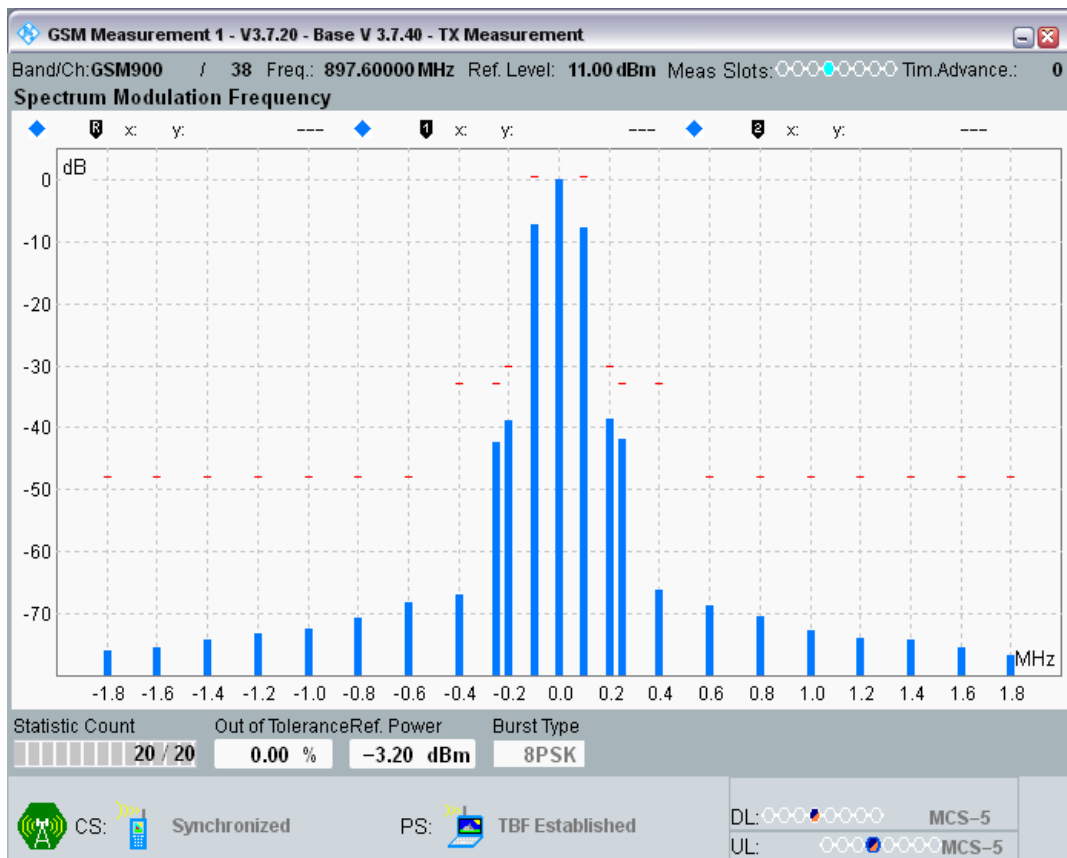 GSM Measurement 1 - V3.7.20 - Base V 3.7.40 - TX Measurement
Band/Ch:GSM900 / 38 Freq.: 897.60000 MHz Ref. Level: 11.00 dBm Meas Slots: Tim.Advance.: 0
Spectrum Modulation Frequency
R x: y: --- 1 x: y: --- 2 x: y: ---
dB
0
-10
-20
-30
-40
-50
-60
-70
MHz
-1.8 -1.6 -1.4 -1.2 -1.0 -0.8 -0.6 -0.4 -0.2 0.0 0.2 0.4 0.6 0.8 1.0 1.2 1.4 1.6 1.8
Statistic Count Out of Tolerance Ref. Power Burst Type
20 / 20 0.00 % −3.20 dBm 8PSK
CS: Synchronized PS: TBF Established DL: MCS−5
UL: MCS−5